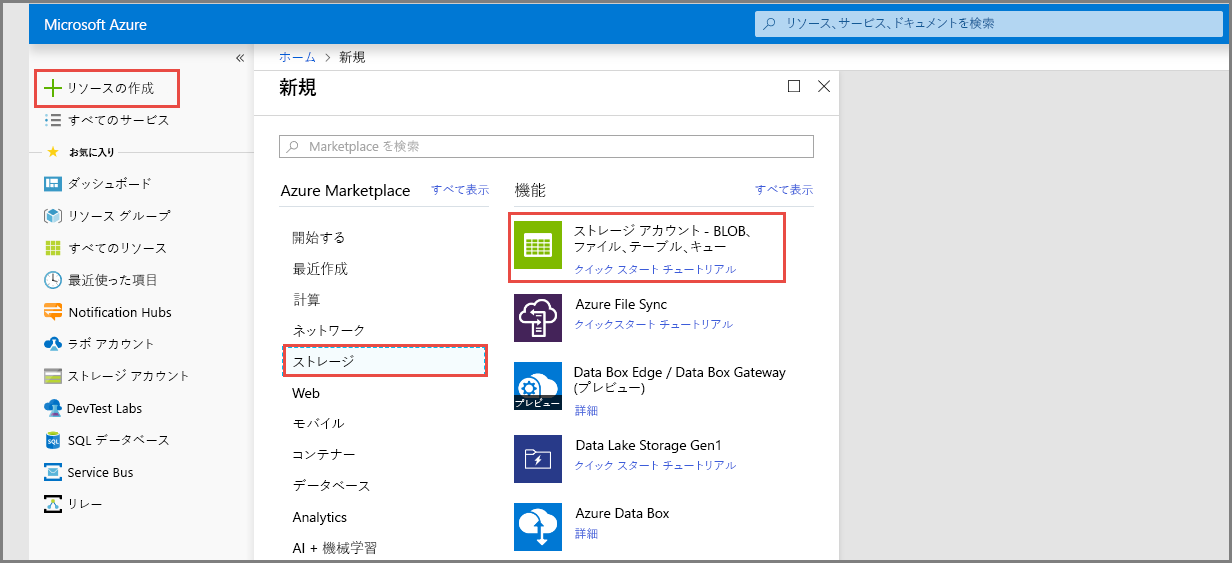 Microsoft Azure
リソース、サービス、ドキュメントを検索
«
ホーム > 新規
リソースの作成
すべてのサービス
お気に入り
ダッシュボード
リソース グループ
すべてのリソース
最近使った項目
Notification Hubs
ラボ アカウント
ストレージ アカウント
DevTest Labs
SQL データベース
Service Bus
リレー
新規
Marketplace を検索
Azure Marketplace
すべて表示
開始する
最近作成
計算
ネットワーク
ストレージ
Web
モバイル
コンテナー
データベース
Analytics
AI + 機械学習
機能
すべて表示
ストレージ アカウント - BLOB、
ファイル、テーブル、キュー
クイック スタート チュートリアル
Azure File Sync
クイックスタート チュートリアル
Data Box Edge / Data Box Gateway
(プレビュー)
プレビュー
詳細
Data Lake Storage Gen1
クイック スタート チュートリアル
Azure Data Box
詳細